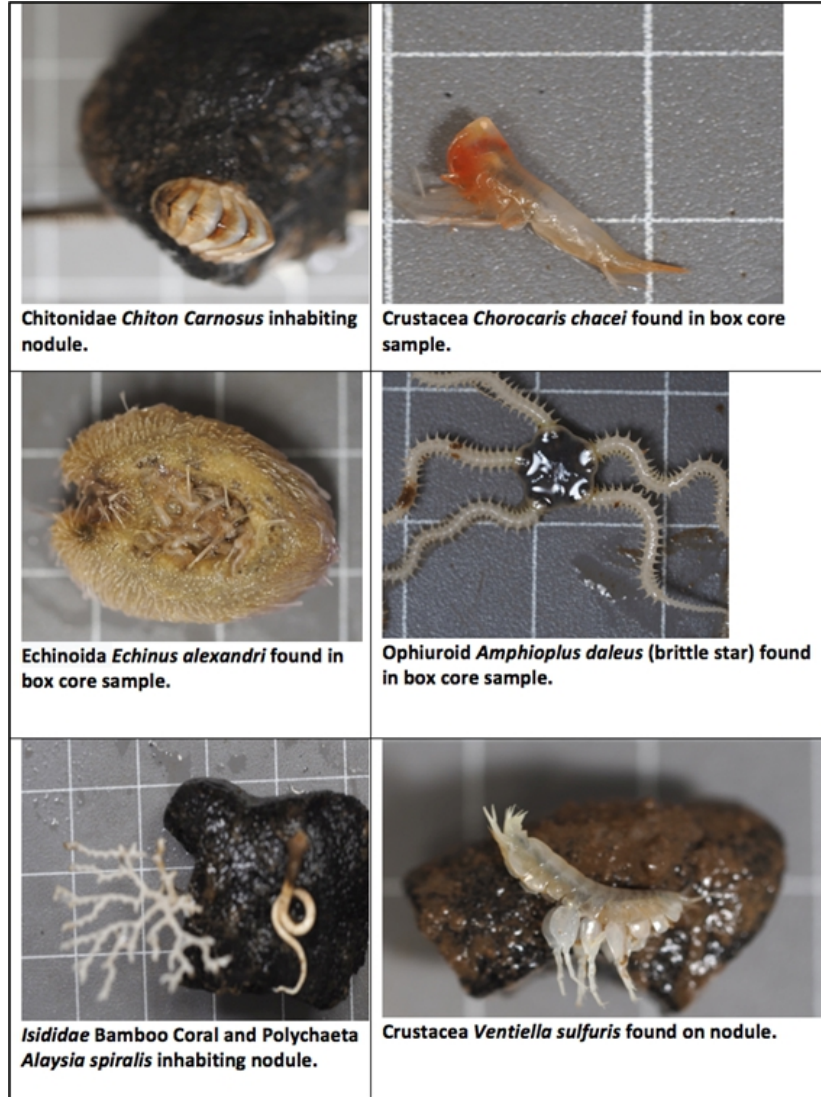 Chitonidae Chiton Carnosus inhabiting
nodule.
Crustacea Chorocaris chacei found in box core
sample.
Echinoida Echinus alexandri found in
box core sample.
Ophiuroid Amphioplus daleus (brittle star) found
in box core sample.
Isididae Bamboo Coral and Polychaeta
Alaysia spiralis inhabiting nodule.
Crustacea Ventiella sulfuris found on nodule.